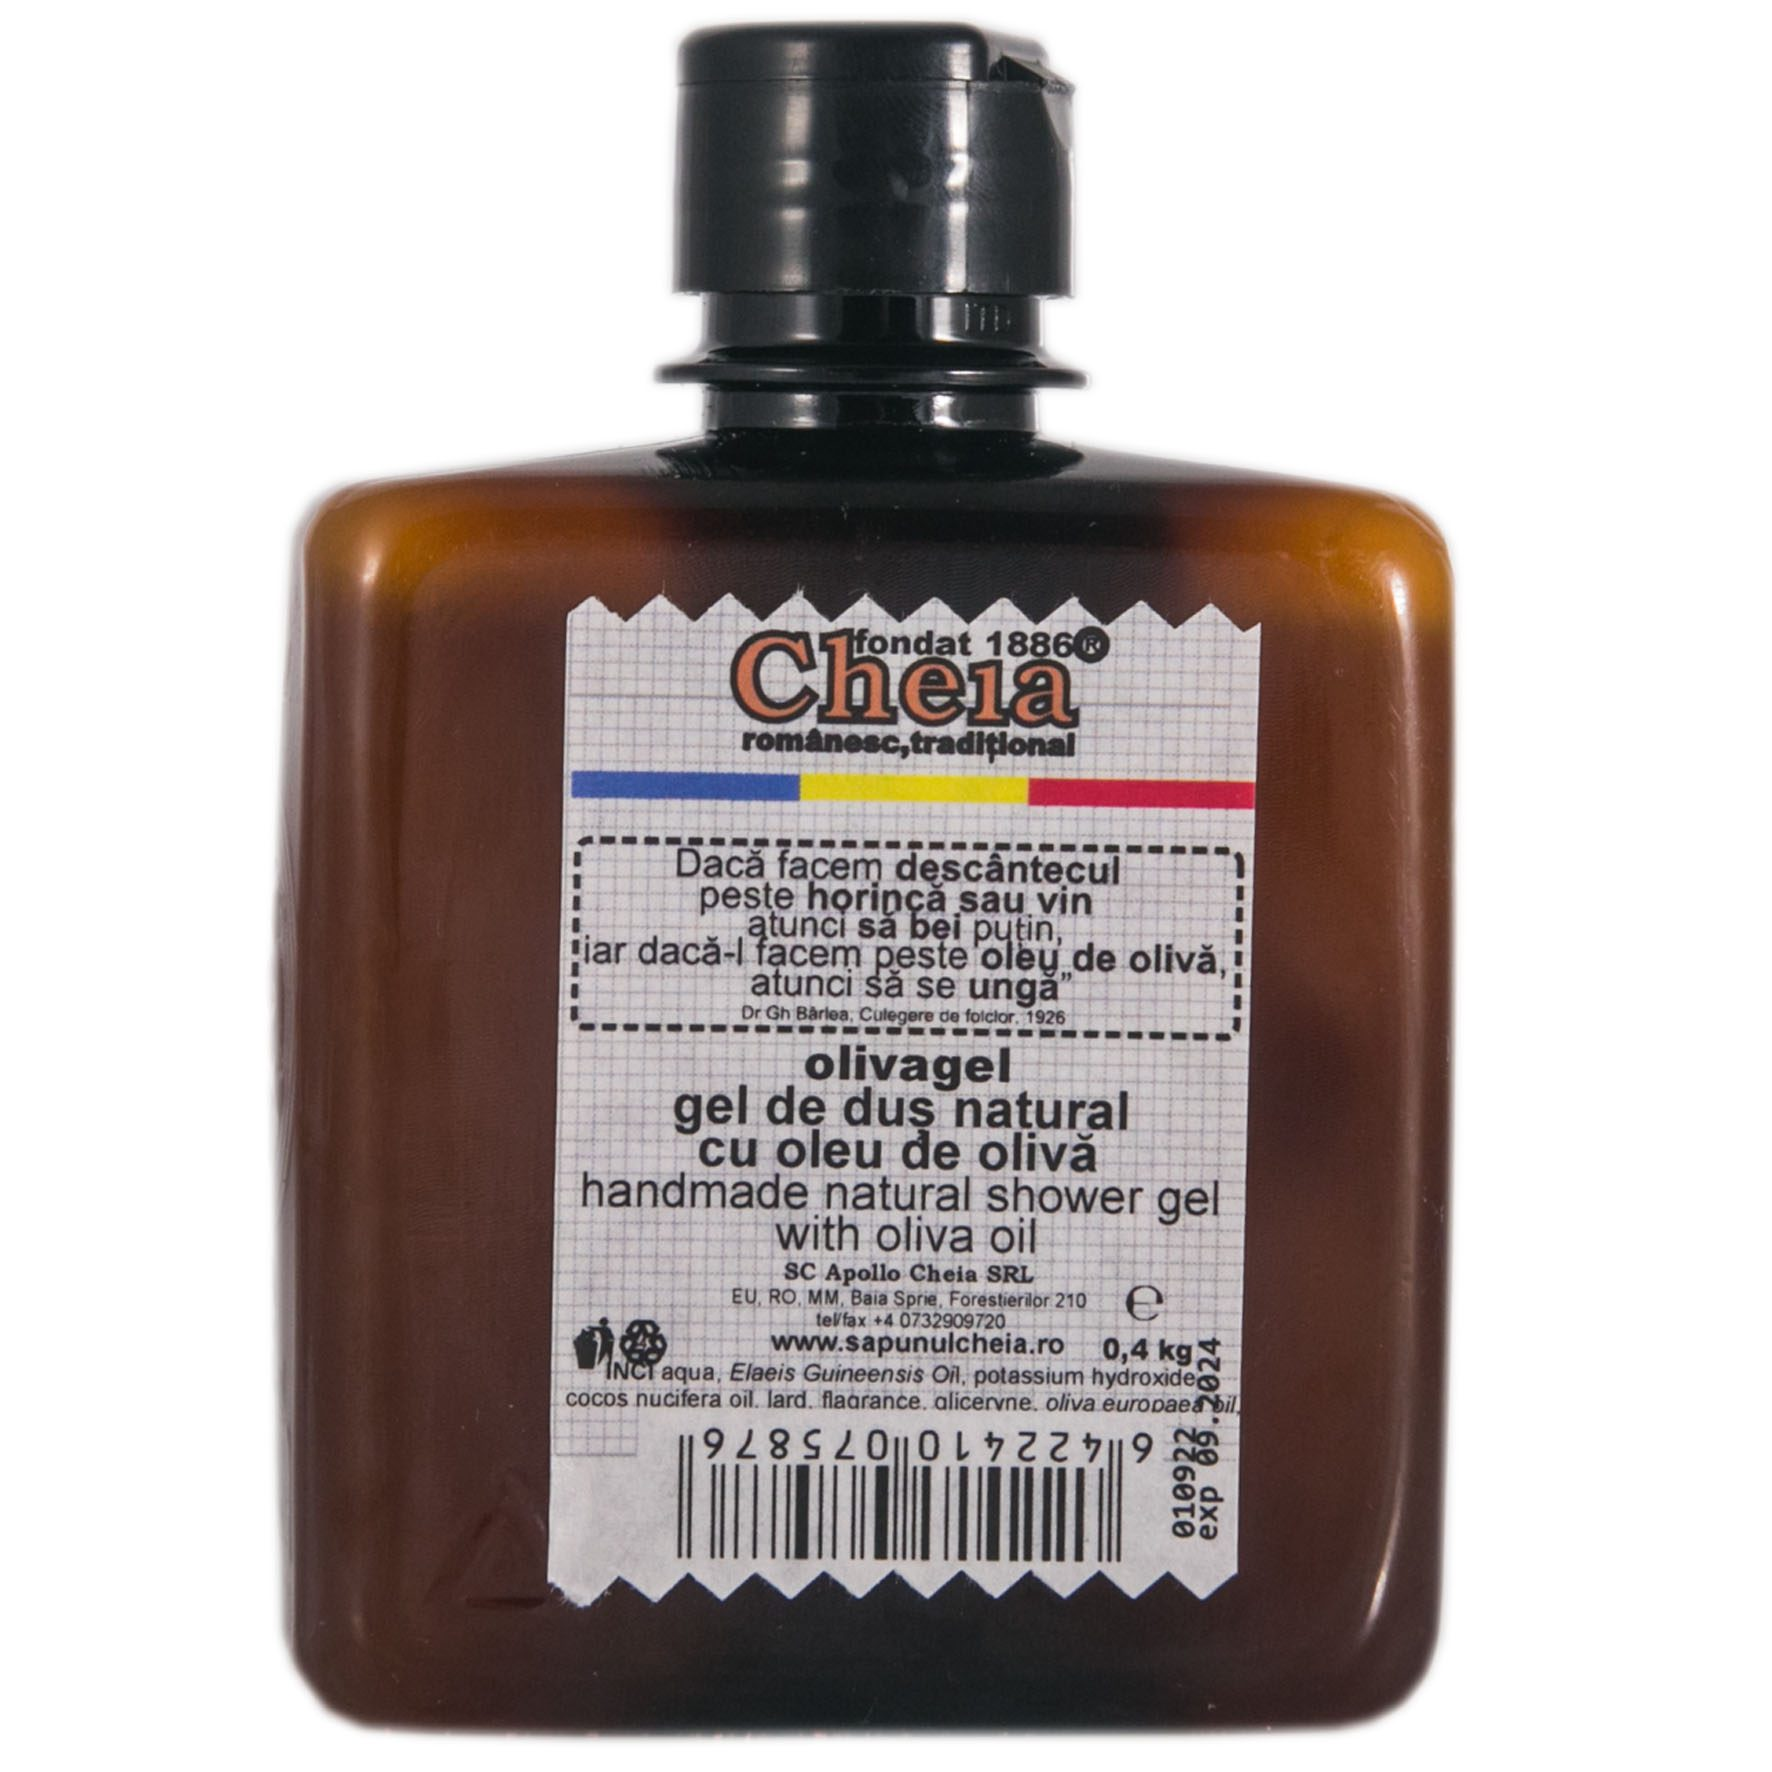 fondat 1886®
Cheia
românesc,tradițional
Dacă facem descântecul
peste horincă sau vin
atunci să bei puțin,
iar dacă-l facem peste oleu de olivă,
atunci să se ungă”
Dr Gh Bârlea, Culegere de folclor, 1926
olivagel
gel de duș natural
cu oleu de olivă
handmade natural shower gel
with oliva oil
SC Apollo Cheia SRL
EU, RO, MM, Baia Sprie, Forestierilor 210
tel/fax +4 0732909720
www.sapunulcheia.ro 0,4 kg
INCI aqua, Elaeis Guineensis Oil, potassium hydroxide
cocos nucifera oil, lard, flagrance, gliceryne, oliva europaea oil,
6 422410 075876
010922
exp 09.2024